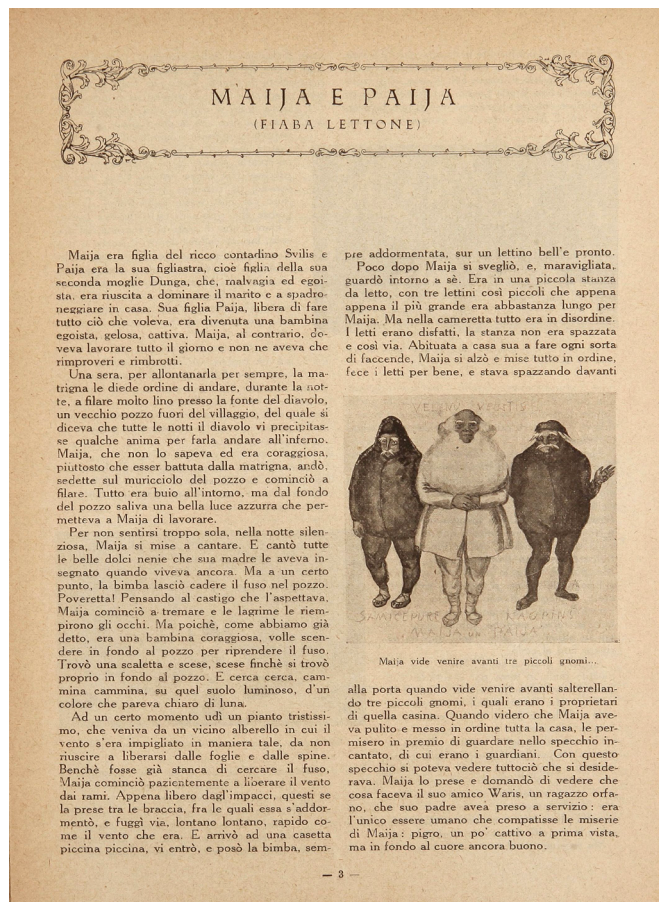 MAIJA E PAIJA
(FIABA LETTONE)
Maija era figlia del ricco contadino Svilis e
Paija era la sua figliastra, cioè figlia della sua
seconda moglie Dunga, che, malvagia ed egoi-
sta, era riuscita a dominare il marito e a spadro-
neggiare in casa. Sua figlia Paija, libera di fare
tutto ciò che voleva, era divenuta una bambina
egoista, gelosa, cattiva. Maija, al contrario, do-
veva lavorare tutto il giorno e non ne aveva che
rimproveri e rimbrotti.
Una sera, per allontanarla per sempre, la ma-
trigna le diede ordine di andare, durante la not-
te, a filare molto lino presso la fonte del diavolo,
un vecchio pozzo fuori del villaggio, del quale si
diceva che tutte le notti il diavolo vi precipitas-
se qualche anima per farla andare all'inferno.
Maija, che non lo sapeva ed era coraggiosa,
piuttosto che esser battuta dalla matrigna, andò,
sedette sul muricciolo del pozzo e cominciò a
filare. Tutto era buio all'intorno, ma dal fondo
del pozzo saliva una bella luce azzurra che per-
metteva a Maija di lavorare.
Per non sentirsi troppo sola, nella notte silen-
ziosa, Maija si mise a cantare. E cantò tutte
le belle dolci nenie che sua madre le aveva in-
segnato quando viveva ancora. Ma a un certo
punto, la bimba lasciò cadere il fuso nel pozzo.
Poveretta! Pensando al castigo che l'aspettava,
Maija cominciò a tremare e le lagrime le riem-
pirono gli occhi. Ma poichè, come abbiamo già
detto, era una bambina coraggiosa, volle scen-
dere in fondo al pozzo per riprendere il fuso.
Trovò una scaletta e scese, scese finchè si trovò
proprio in fondo al pozzo. E cerca cerca, cam-
mina cammina, su quel suolo luminoso, d'un
colore che pareva chiaro di luna.
Ad un certo momento udì un pianto tristissi-
mo, che veniva da un vicino alberello in cui il
vento s'era impigliato in maniera tale, da non
riuscire a liberarsi dalle foglie e dalle spine.
Benchè fosse già stanca di cercare il fuso,
Maija cominciò pazientemente a liberare il vento
dai rami. Appena libero dagl'impacci, questi se
la prese tra le braccia, fra le quali essa s'addor-
mentò, e fuggì via, lontano lontano, rapido co-
me il vento che era. E arrivò ad una casetta
piccina piccina, vi entrò, e posò la bimba, sem-
pre addormentata, sur un lettino bell'e pronto.
Poco dopo Maija si svegliò, e, maravigliata,
guardò intorno a sè. Era in una piccola stanza
da letto, con tre lettini così piccoli che appena
appena il più grande era abbastanza lungo per
Maija. Ma nella cameretta tutto era in disordine.
I letti erano disfatti, la stanza non era spazzata
e così via. Abituata a casa sua a fare ogni sorta
di faccende, Maija si alzò e mise tutto in ordine,
fece i letti per bene, e stava spazzando davanti
MAIJA UN PAIJA
Maija vide venire avanti tre piccoli gnomi...
alla porta quando vide venire avanti salterellan-
do tre piccoli gnomi, i quali erano i proprietari
di quella casina. Quando videro che Maija ave-
va pulito e messo in ordine tutta la casa, le per-
misero in premio di guardare nello specchio in-
cantato, di cui erano i guardiani. Con questo
specchio si poteva vedere tuttociò che si deside-
rava. Maija lo prese e domandò di vedere che
cosa faceva il suo amico Waris, un ragazzo orfa-
no, che suo padre aveva preso a servizio: era
l'unico essere umano che compatisse le miserie
di Maija: pigro, un po' cattivo a prima vista,
ma in fondo al cuore ancora buono.
— 3 —